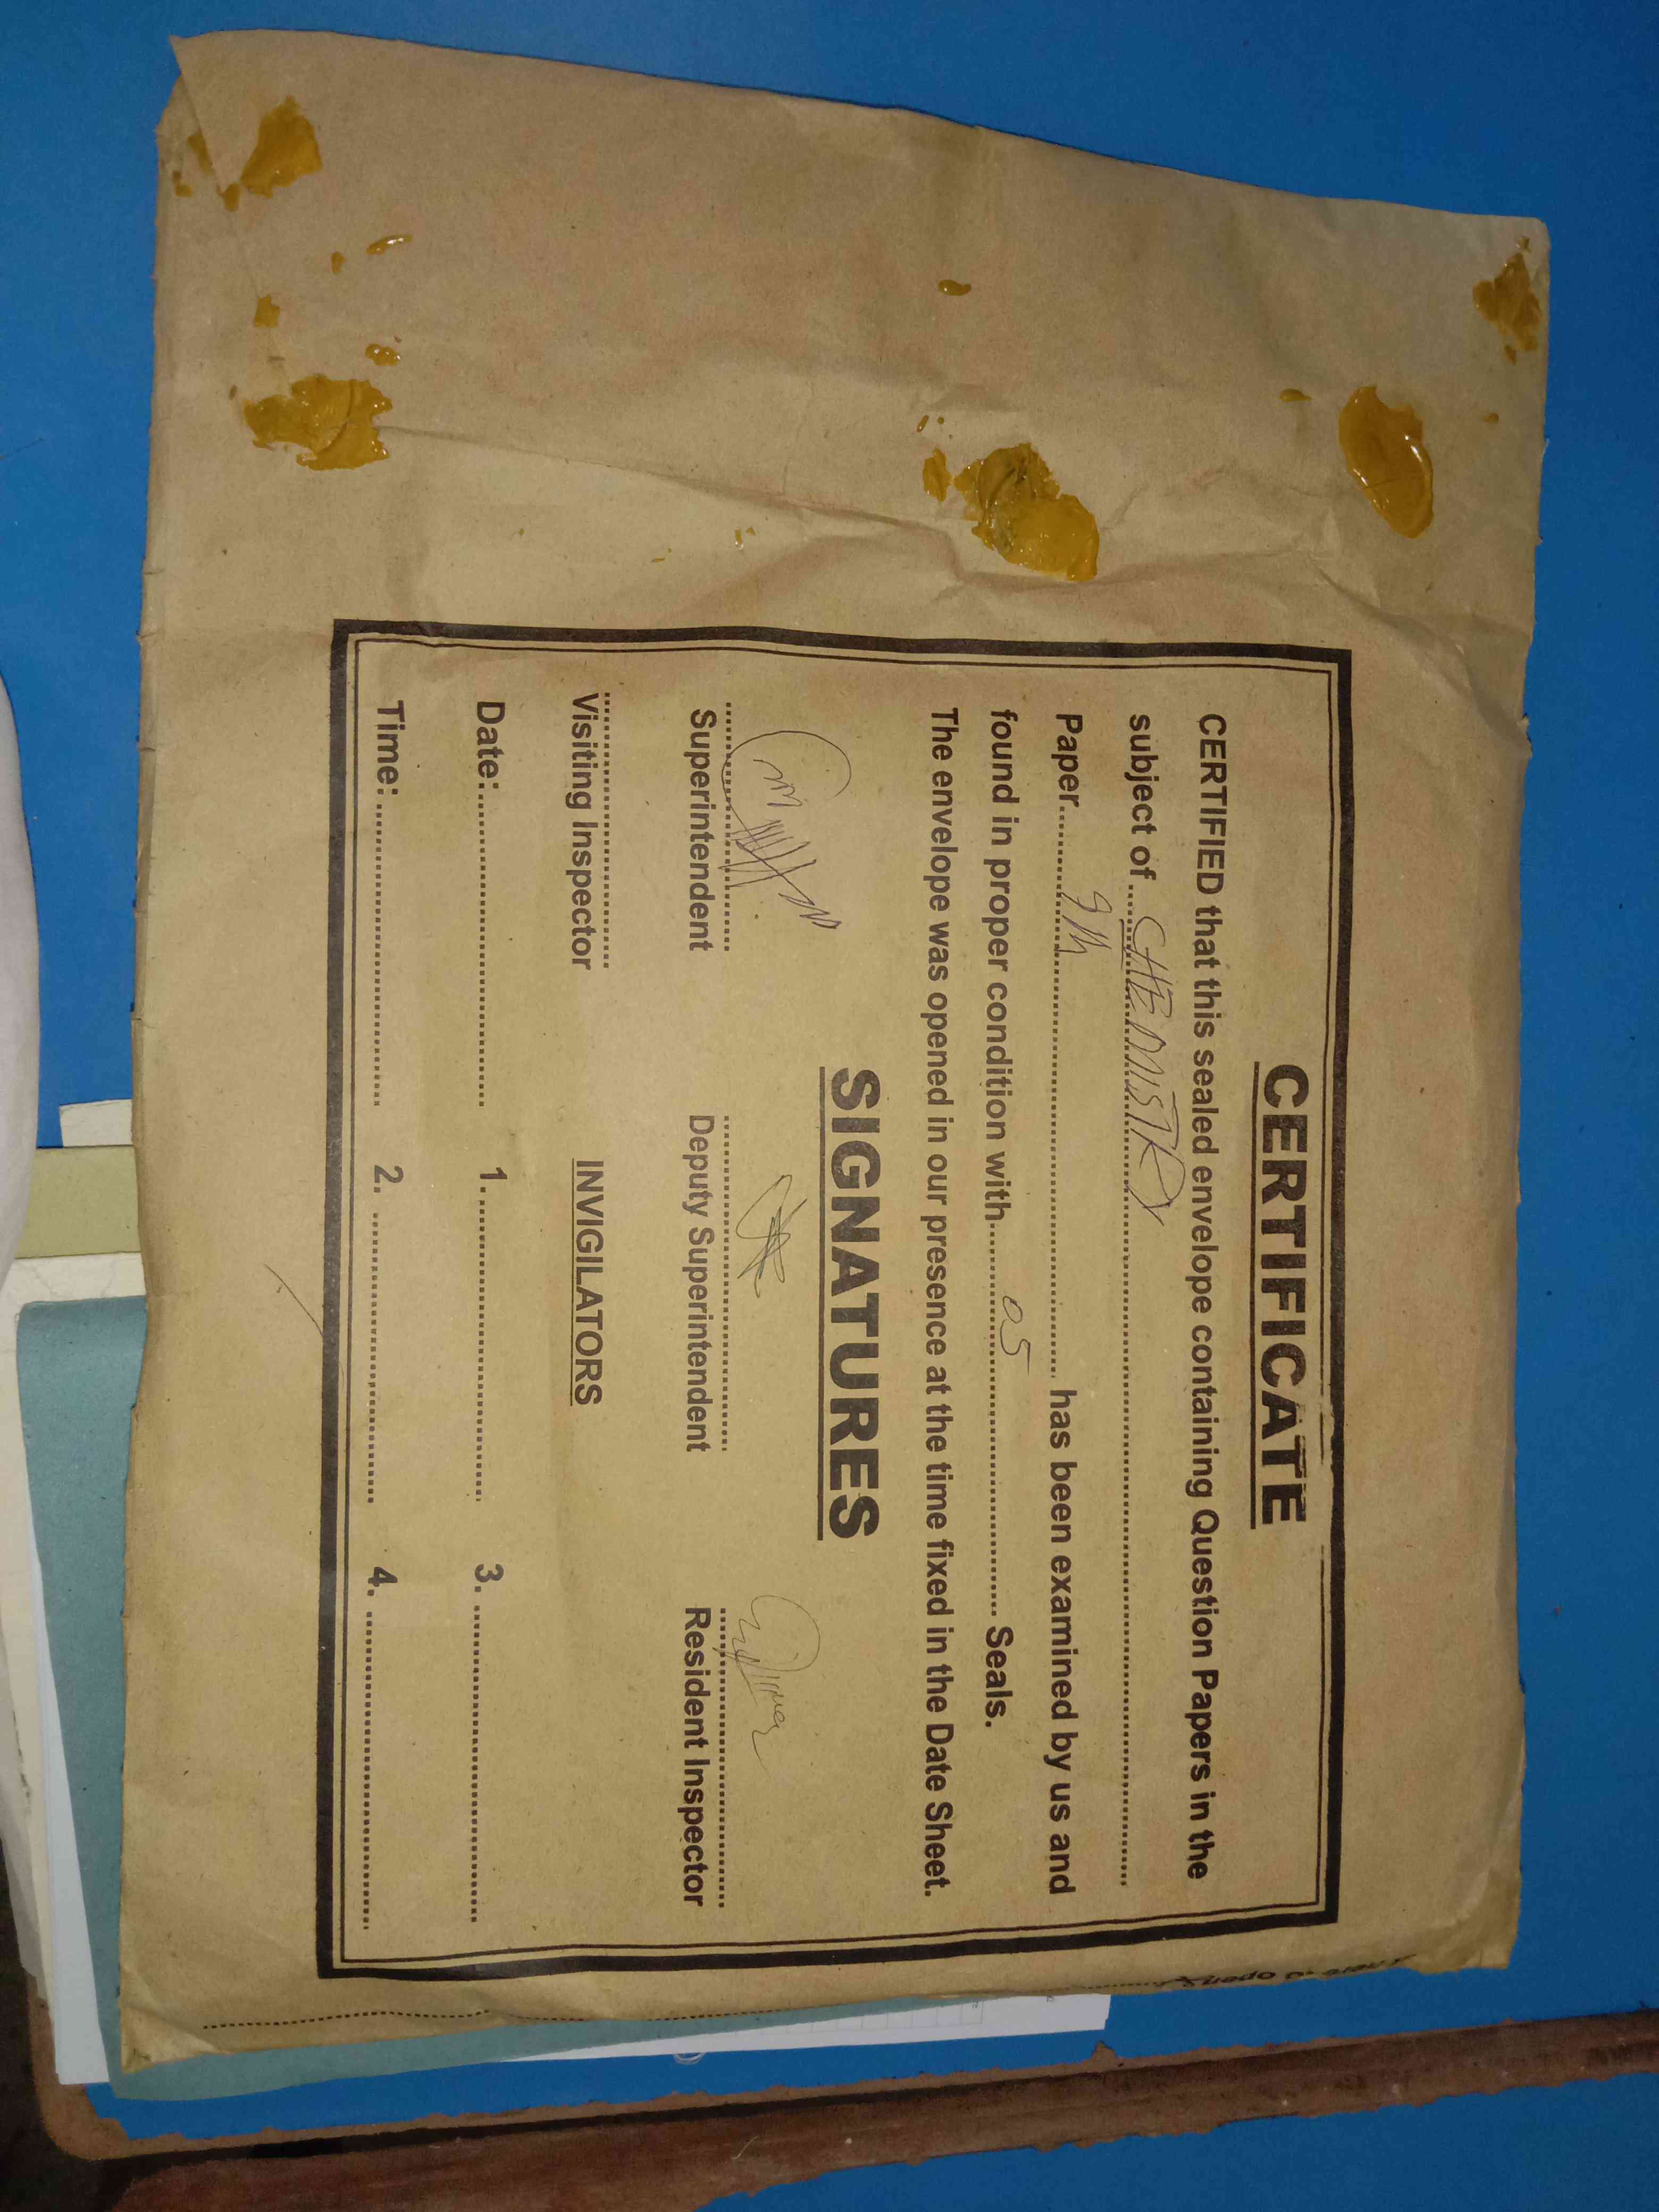 CERTIFICATE
CERTIFIED that this sealed envelope containing Question Papers in the
subject of CHEMISTRY
Paper 9th has been examined by us and
found in proper condition with 05 Seals.
The envelope was opened in our presence at the time fixed in the Date Sheet.
SIGNATURES
Superintendent Deputy Superintendent Resident Inspector
Visiting Inspector INVIGILATORS
Date: 1. 3.
Time: 2. 4.